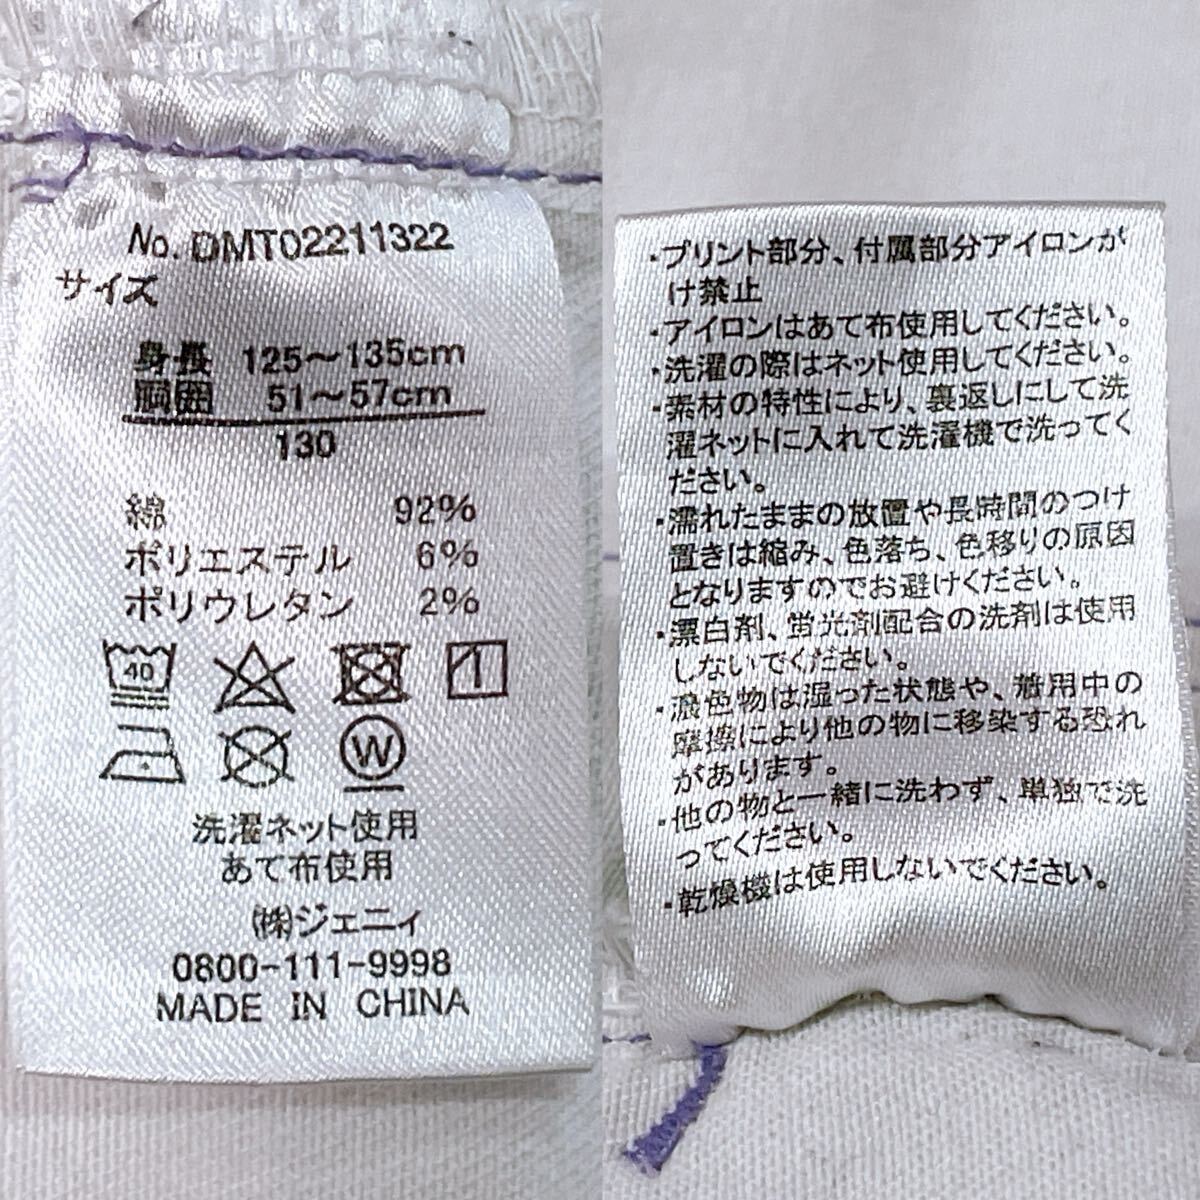 No. DMT02211322
サイズ
身長 125〜135cm
胴囲 51〜57cm
130
綿 92%
ポリエステル 6%
ポリウレタン 2%
40
W
洗濯ネット使用
あて布使用
㈱ジェニィ
0800-111-9998
MADE IN CHINA
・プリント部分、付属部分アイロンが
け禁止
・アイロンはあて布使用してください。
・洗濯の際はネット使用してください。
・素材の特性により、裏返しにして洗
濯ネットに入れて洗濯機で洗ってく
ださい。
・濡れたままの放置や長時間のつけ
置きは縮み、色落ち、色移りの原因
となりますのでお避けください。
・漂白剤、蛍光剤配合の洗剤は使用
しないでください。
・濃色物は湿った状態や、着用中の
摩擦により他の物に移染する恐れ
があります。
・他の物と一緒に洗わず、単独で洗
ってください。
・乾燥機は使用しないでください。